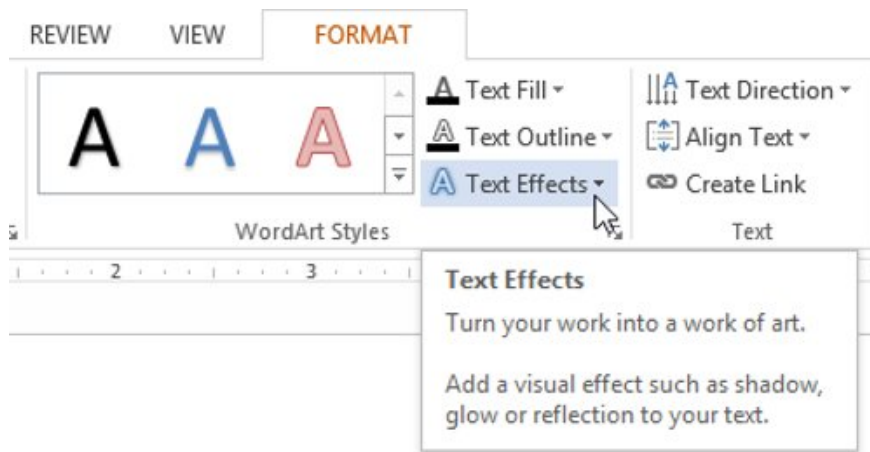 REVIEW VIEW FORMAT
A A A
A Text Fill
A Text Outline
A Text Effects
WordArt Styles
A Text Direction
Align Text
Create Link
Text
2 3
Text Effects
Turn your work into a work of art.
Add a visual effect such as shadow,
glow or reflection to your text.